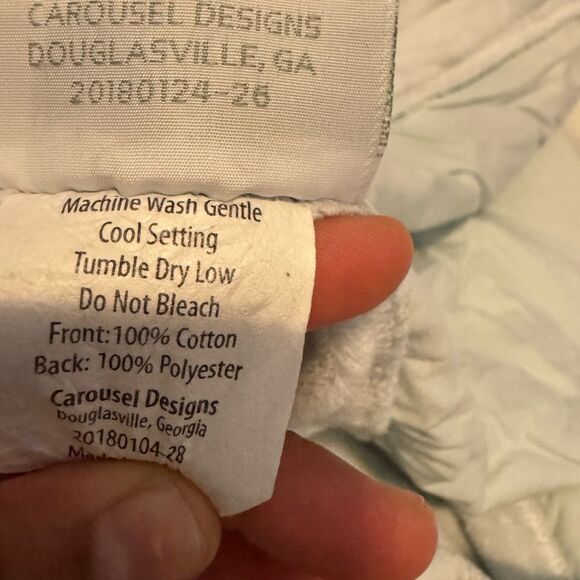 CAROUSEL DESIGNS
DOUGLASVILLE, GA
20180124-26
Machine Wash Gentle
Cool Setting
Tumble Dry Low
Do Not Bleach
Front:100% Cotton
Back: 100% Polyester
Carousel Designs
Douglasville, Georgia
20180104-28
Made